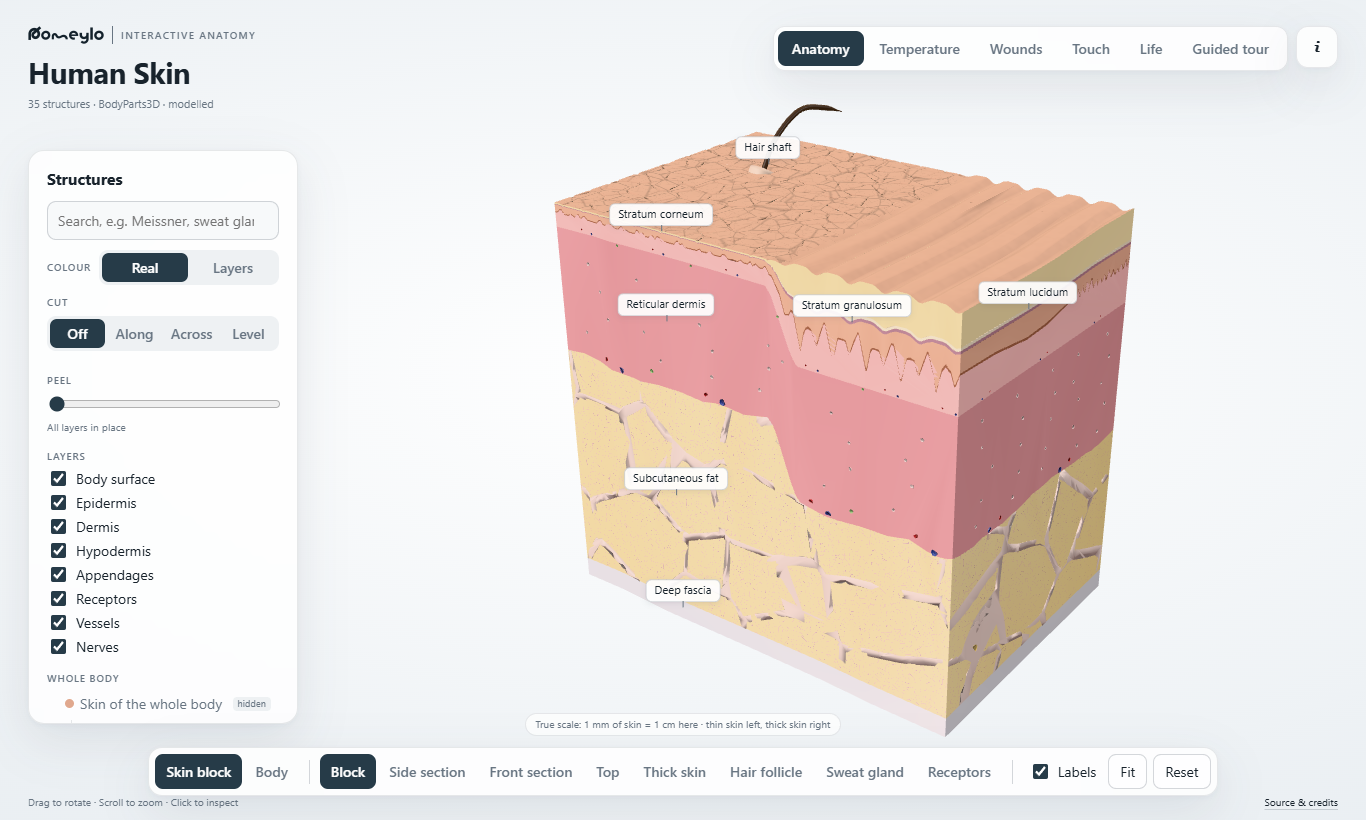 Pomeylo
INTERACTIVE ANATOMY
Human Skin
35 structures · BodyParts3D · modelled
Anatomy Temperature Wounds Touch Life Guided tour i
Structures
Search, e.g. Meissner, sweat glar
COLOUR Real Layers
CUT
Off Along Across Level
PEEL
All layers in place
LAYERS
Body surface
Epidermis
Dermis
Hypodermis
Appendages
Receptors
Vessels
Nerves
WHOLE BODY
Skin of the whole body hidden
Hair shaft
Stratum corneum
Stratum lucidum
Reticular dermis
Stratum granulosum
Subcutaneous fat
Deep fascia
True scale: 1 mm of skin = 1 cm here · thin skin left, thick skin right
Skin block Body Block Side section Front section Top Thick skin Hair follicle Sweat gland Receptors Labels Fit Reset
Drag to rotate · Scroll to zoom · Click to inspect
Source & credits